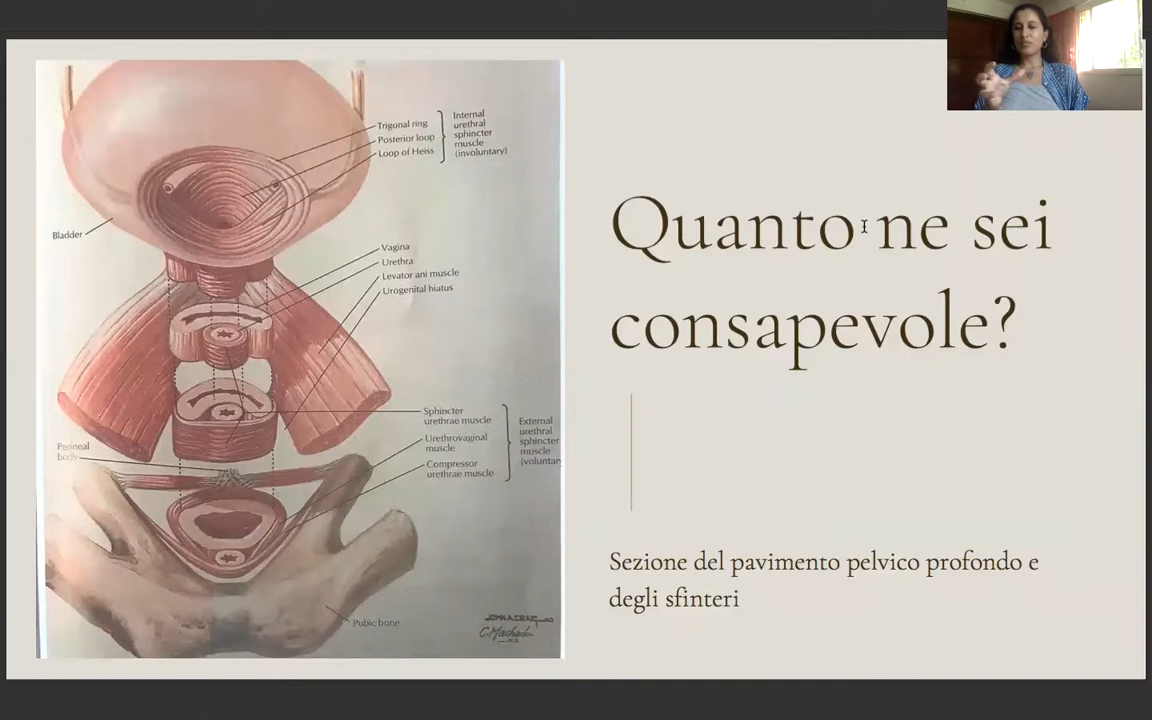 Trigonal ring
Posterior loop
Loop of Heiss
Internal
urethral
sphincter
muscle
(involuntary)
Bladder
Vagina
Urethra
Levator ani muscle
Urogenital hiatus
Sphincter
urethrae muscle
Urethrovaginal
muscle
Compressor
urethrae muscle
External
urethral
sphincter
muscle
(voluntar
Perineal
body
Pubic bone
C. Machado
Quanto ne sei
consapevole?
Sezione del pavimento pelvico profondo e
degli sfinteri